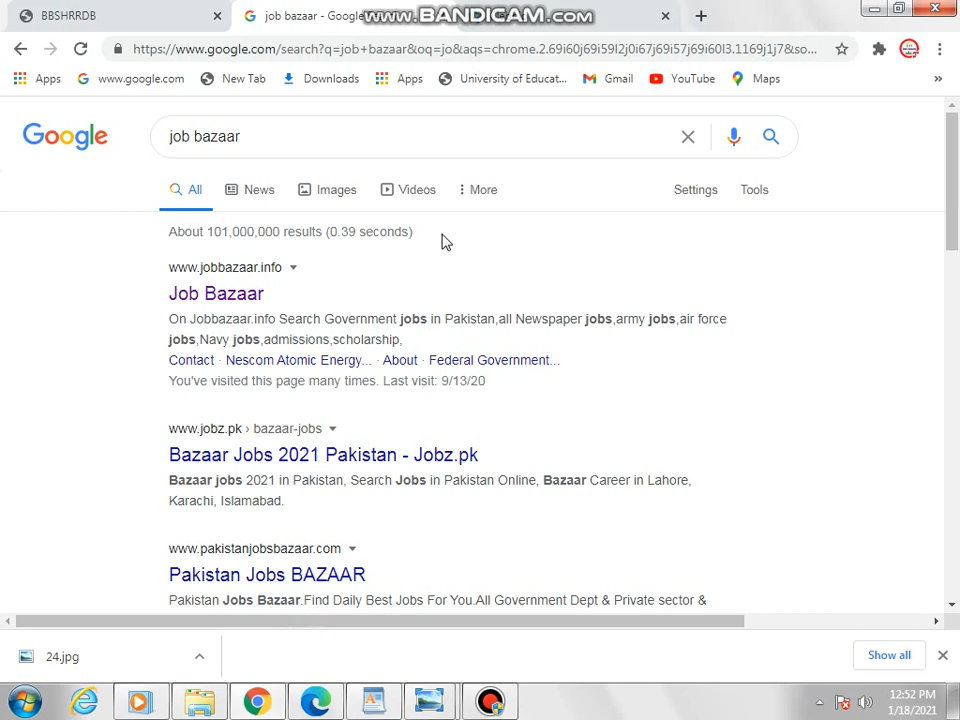 BBSHRRDB
job bazaar - Google
WWW.BANDICAM.COM
https://www.google.com/search?q=job+bazaar&oq=jo&aqs=chrome.2.69i60j69i59l2j0i67j69i57j69i60l3.1169j1j7&so...
Apps
www.google.com
New Tab
Downloads
Apps
University of Educat...
Gmail
YouTube
Maps
»
Google
job bazaar
All
News
Images
Videos
More
Settings
Tools
About 101,000,000 results (0.39 seconds)
www.jobbazaar.info
Job Bazaar
On Jobbazaar.info Search Government jobs in Pakistan,all Newspaper jobs,army jobs,air force
jobs,Navy jobs,admissions,scholarship,
Contact · Nescom Atomic Energy... · About · Federal Government...
You've visited this page many times. Last visit: 9/13/20
www.jobz.pk › bazaar-jobs
Bazaar Jobs 2021 Pakistan - Jobz.pk
Bazaar jobs 2021 in Pakistan, Search Jobs in Pakistan Online, Bazaar Career in Lahore,
Karachi, Islamabad.
www.pakistanjobsbazaar.com
Pakistan Jobs BAZAAR
Pakistan Jobs Bazaar.Find Daily Best Jobs For You.All Government Dept & Private sector &
24.jpg
Show all
12:52 PM
1/18/2021